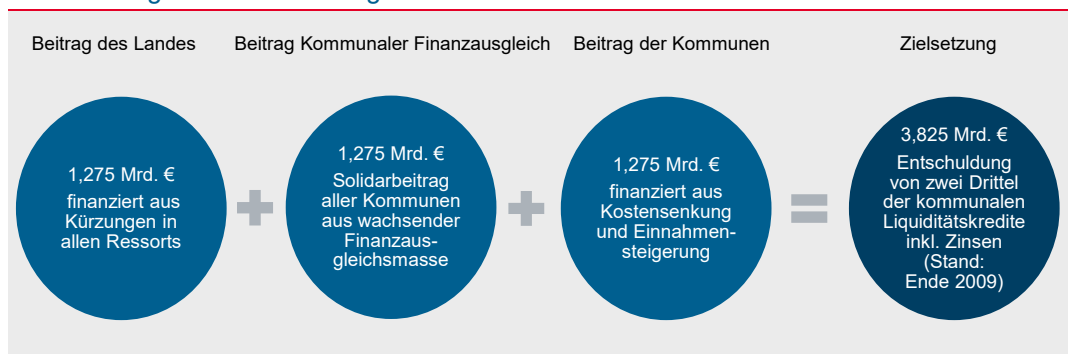 Beitrag des Landes
1,275 Mrd. €
finanziert aus
Kürzungen in
allen Ressorts
Beitrag Kommunaler Finanzausgleich
1,275 Mrd. €
Solidarbeitrag
aller Kommunen
aus wachsender
Finanzaus-
gleichsmasse
Beitrag der Kommunen
1,275 Mrd. €
finanziert aus
Kostensenkung
und Einnahmen-
steigerung
Zielsetzung
3,825 Mrd. €
Entschuldung
von zwei Drittel
der kommunalen
Liquiditätskredite
inkl. Zinsen
(Stand:
Ende 2009)